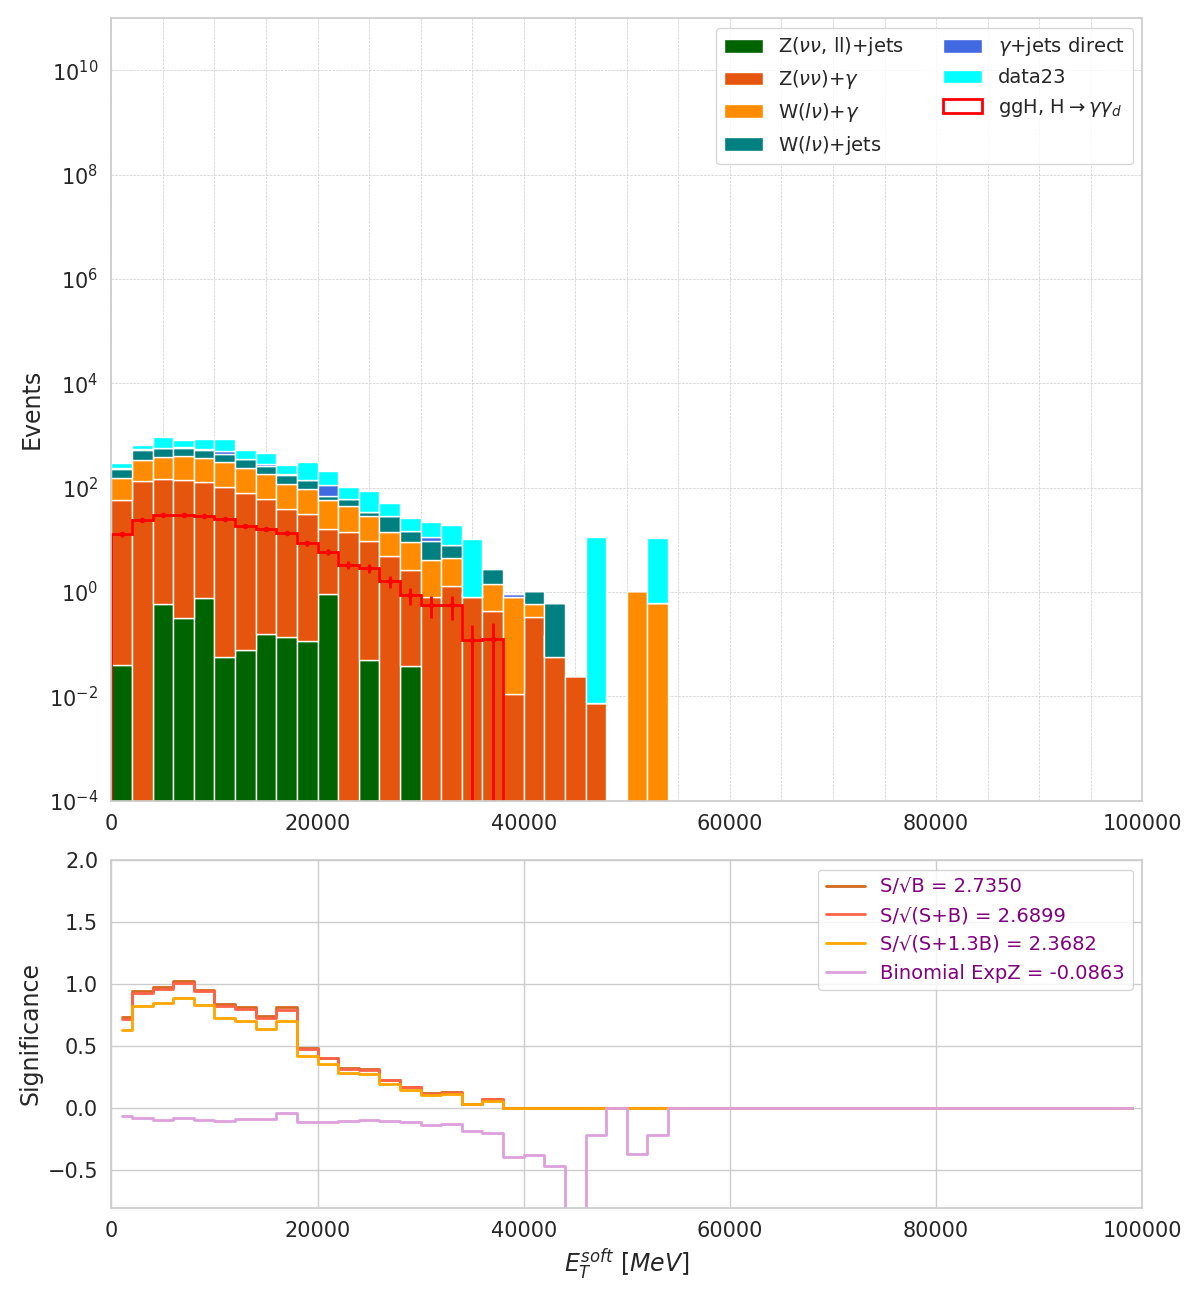 Z(νν, ll)+jets
Z(νν)+γ
W(lν)+γ
W(lν)+jets
γ+jets direct
data23
ggH, H→γγ_d
Events
10^10
10^8
10^6
10^4
10^2
10^0
10^−2
10^−4
0 20000 40000 60000 80000 100000
S/√B = 2.7350
S/√(S+B) = 2.6899
S/√(S+1.3B) = 2.3682
Binomial ExpZ = -0.0863
Significance
2.0
1.5
1.0
0.5
0.0
−0.5
0 20000 40000 60000 80000 100000
E_T^soft [MeV]